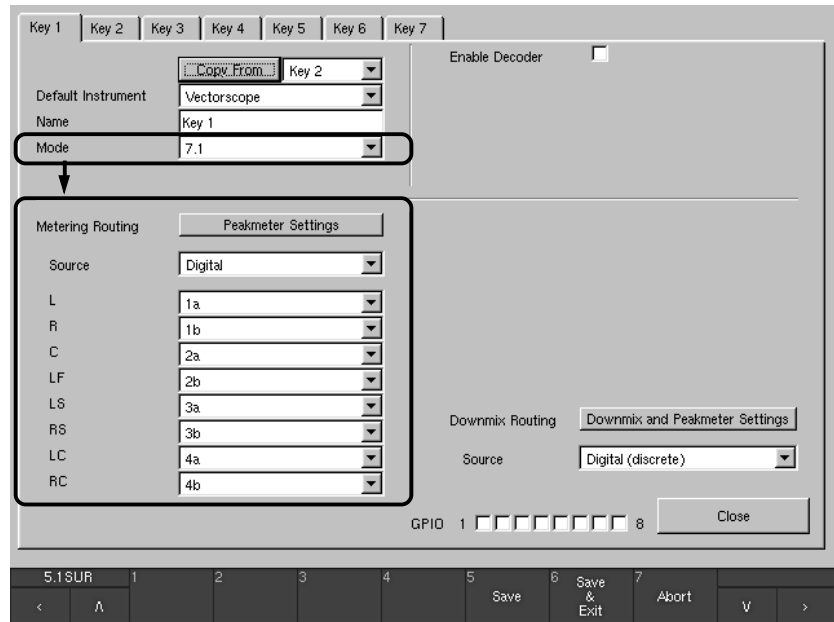 Key 1 Key 2 Key 3 Key 4 Key 5 Key 6 Key 7
Copy From Key 2
Default Instrument Vectorscope
Name Key 1
Mode 7.1
Enable Decoder
Metering Routing Peakmeter Settings
Source Digital
L 1a
R 1b
C 2a
LF 2b
LS 3a
RS 3b
LC 4a
RC 4b
Downmix Routing Downmix and Peakmeter Settings
Source Digital (discrete)
GPIO 1 8
Close
5.1SUR 1 2 3 4 5 Save 6 Save & Exit 7 Abort
< Λ V >